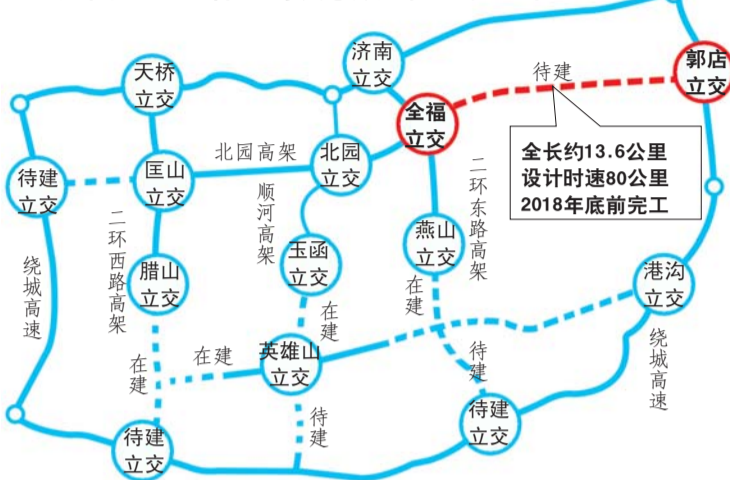 济南
立交
郭店
立交
天桥
立交
待建
全福
立交
全长约13.6公里
设计时速80公里
2018年底前完工
北园高架
北园
立交
待建
立交
匡山
立交
二环东路高架
顺河高架
二环西路高架
燕山
立交
玉函
立交
绕城高速
腊山
立交
港沟
立交
在建
在建
绕城高速
英雄山
立交
在建
在建
待建
待建
待建
立交
待建
立交